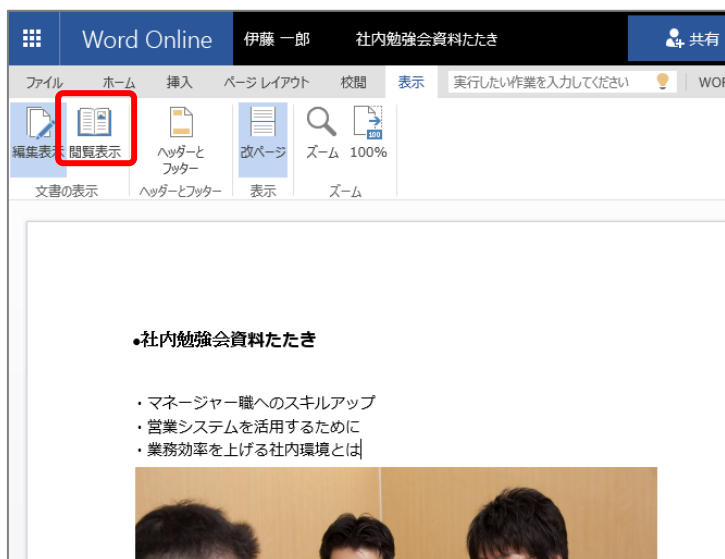 Word Online 伊藤 一郎 社内勉強会資料たたき 共有
ファイル ホーム 挿入 ページ レイアウト 校閲 表示 実行したい作業を入力してください WOR
編集表示 閲覧表示 ヘッダーと フッター 改ページ ズーム 100% 100
文書の表示 ヘッダーとフッター 表示 ズーム
•社内勉強会資料たたき
・マネージャー職へのスキルアップ
・営業システムを活用するために
・業務効率を上げる社内環境とは